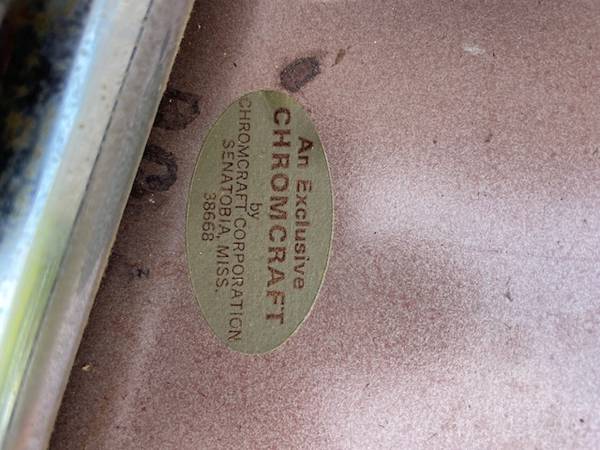 An Exclusive
CHROMCRAFT
by
CHROMCRAFT CORPORATION
SENATOBIA, MISS.
38668